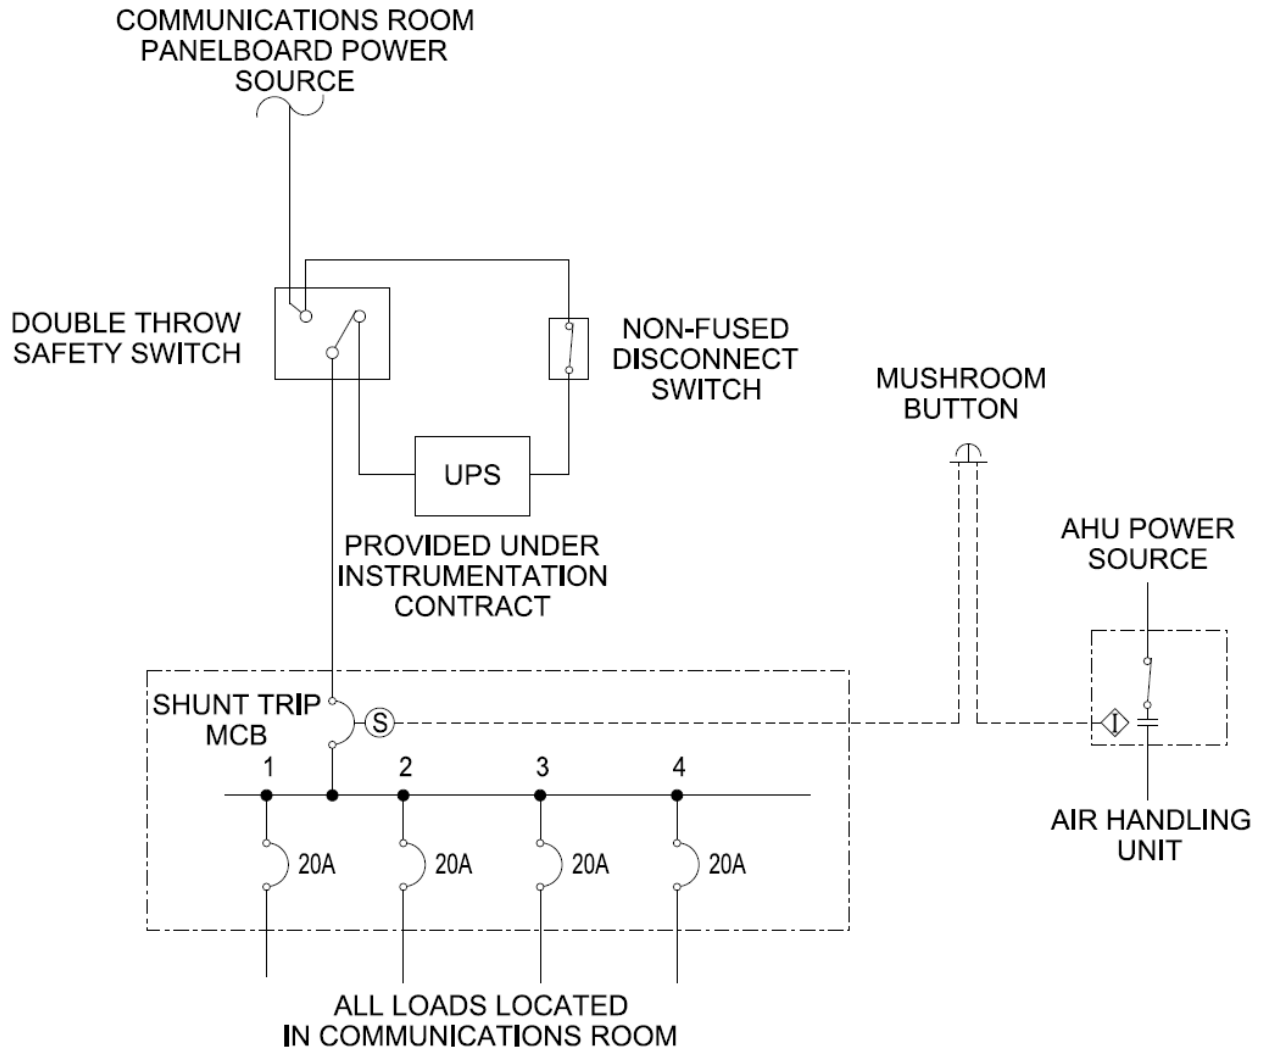 COMMUNICATIONS ROOM
PANELBOARD POWER
SOURCE
DOUBLE THROW
SAFETY SWITCH
NON-FUSED
DISCONNECT
SWITCH
MUSHROOM
BUTTON
UPS
AHU POWER
SOURCE
PROVIDED UNDER
INSTRUMENTATION
CONTRACT
SHUNT TRIP
MCB
S
I
1
2
3
4
20A
20A
20A
20A
AIR HANDLING
UNIT
ALL LOADS LOCATED
IN COMMUNICATIONS ROOM